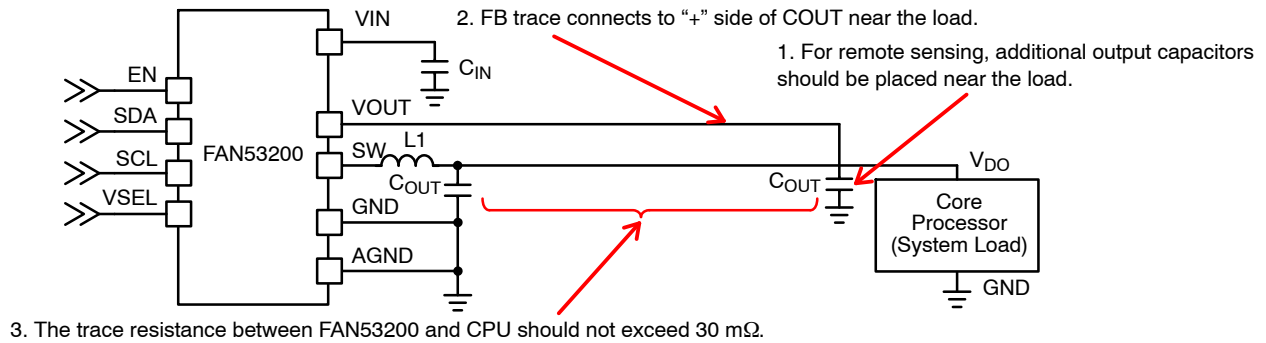 VIN
2. FB trace connects to “+” side of COUT near the load.
1. For remote sensing, additional output capacitors
should be placed near the load.
CIN
EN
VOUT
SDA
FAN53200
SW
L1
SCL
COUT
COUT
VDO
VSEL
GND
Core
Processor
(System Load)
AGND
GND
3. The trace resistance between FAN53200 and CPU should not exceed 30 mΩ.